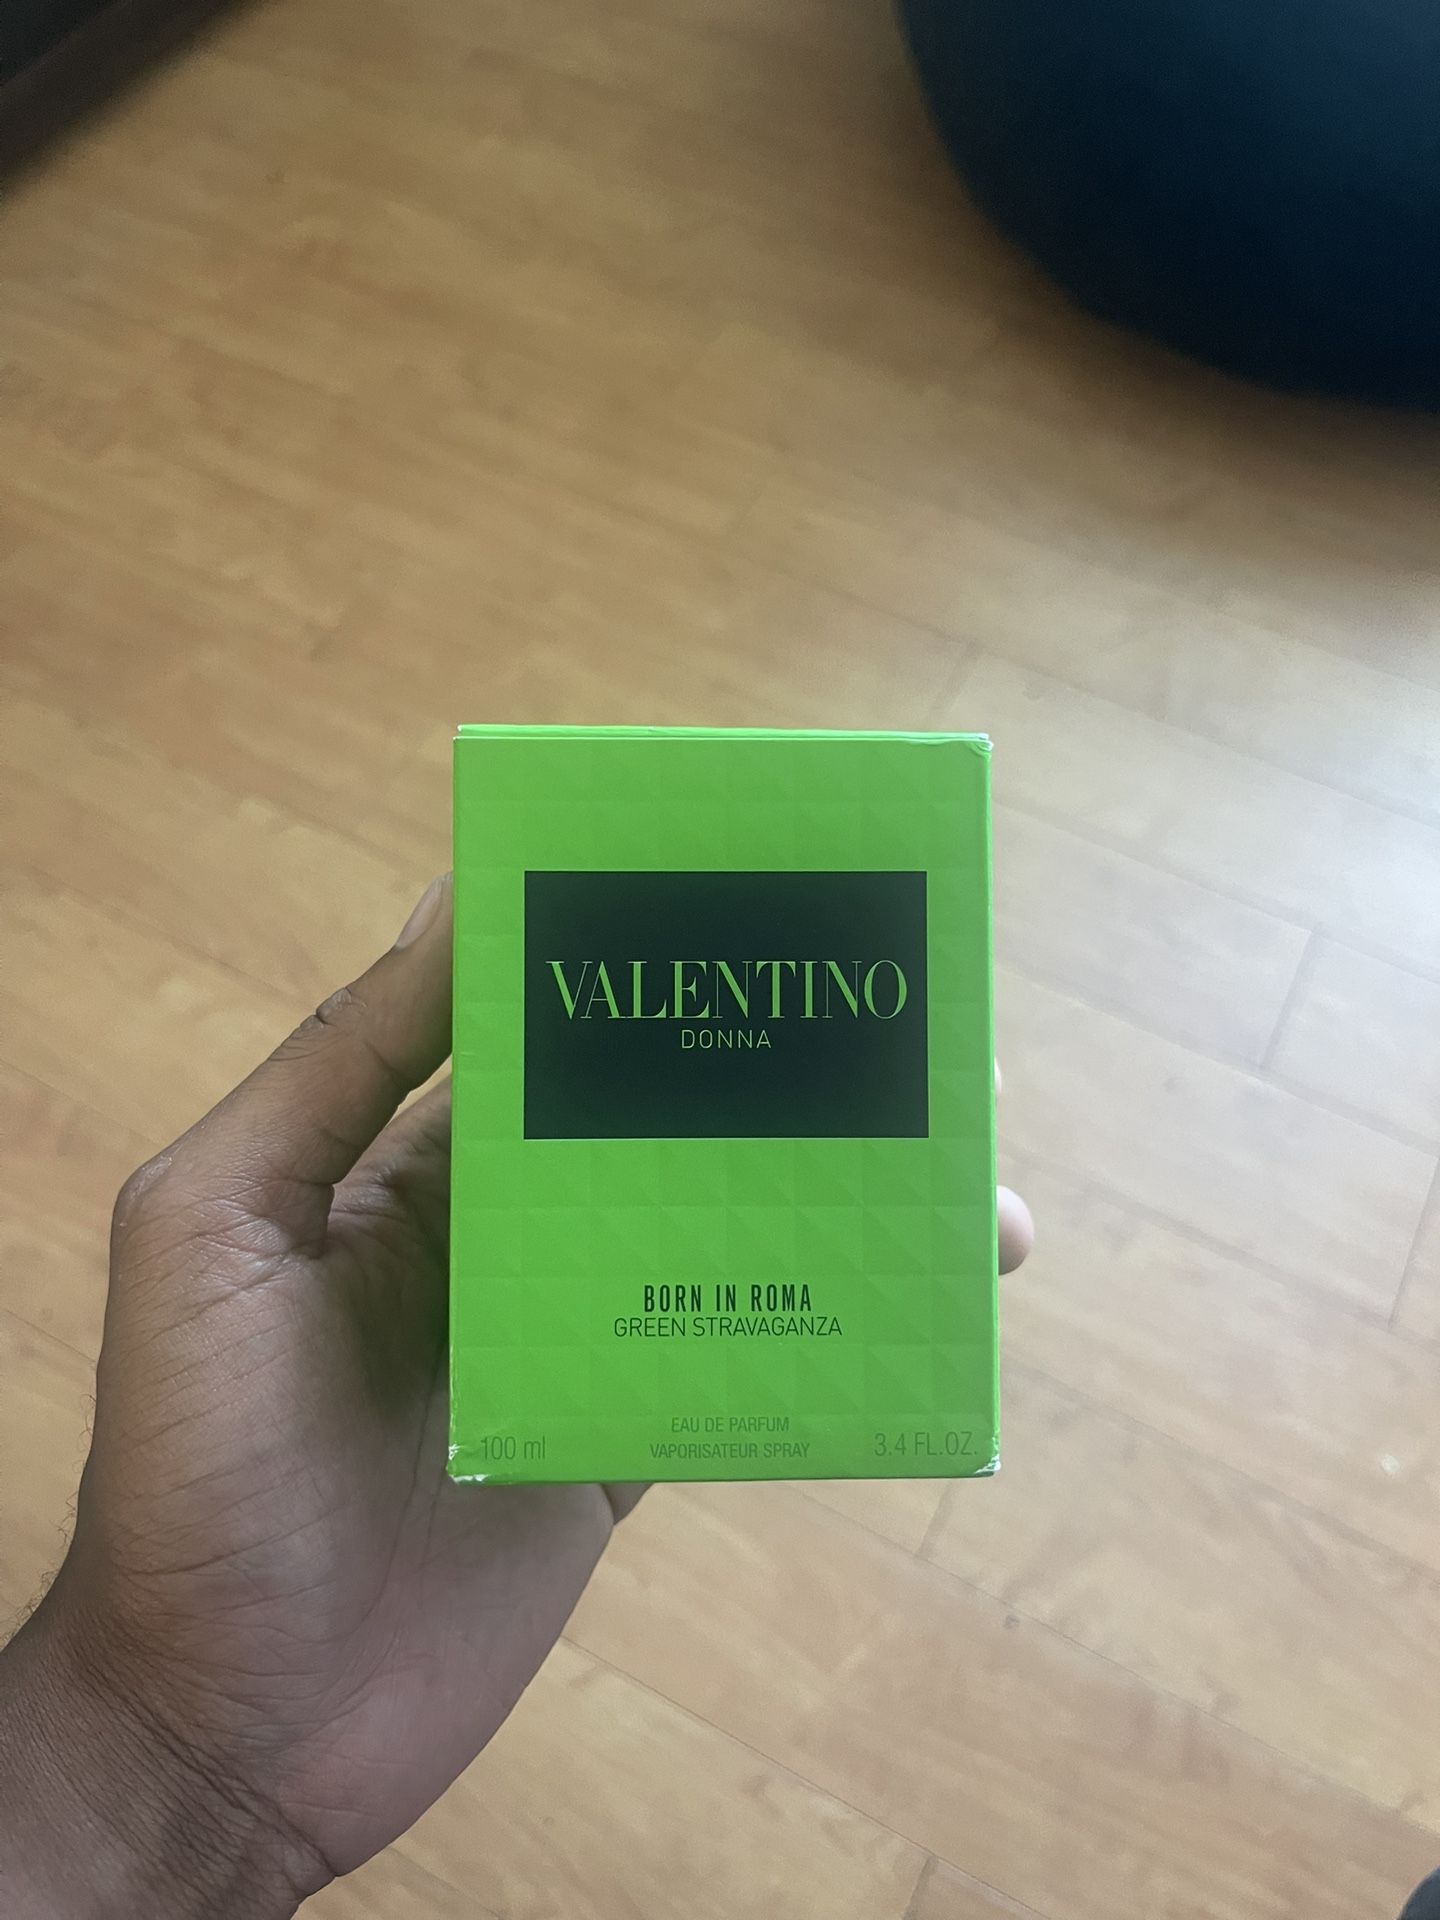 VALENTINO
DONNA
BORN IN ROMA
GREEN STRAVAGANZA
EAU DE PARFUM
100 ml VAPORISATEUR SPRAY 3.4 FL.OZ.